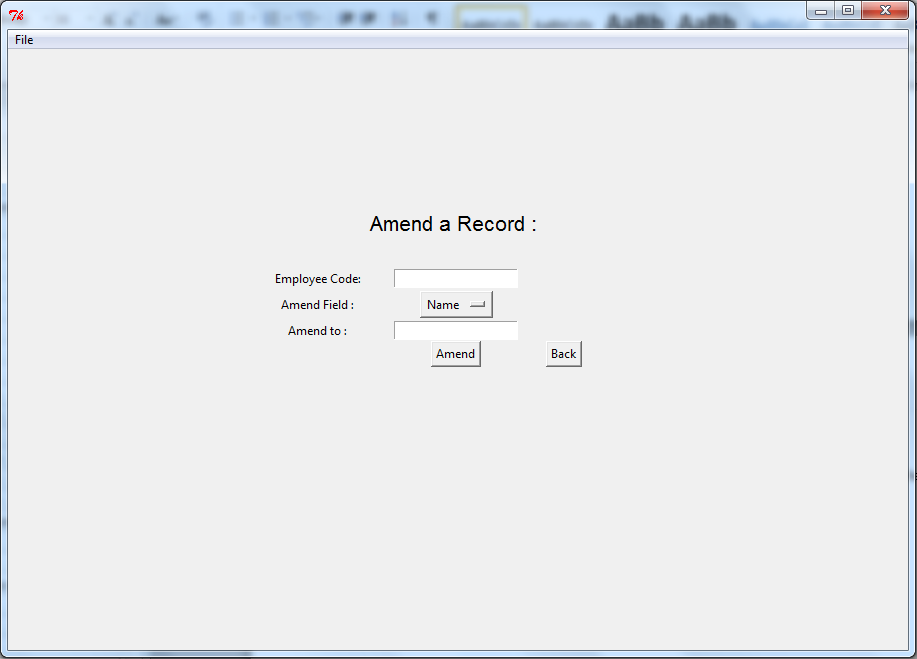 File
Amend a Record :
Employee Code:
Amend Field :
Name
Amend to :
Amend
Back